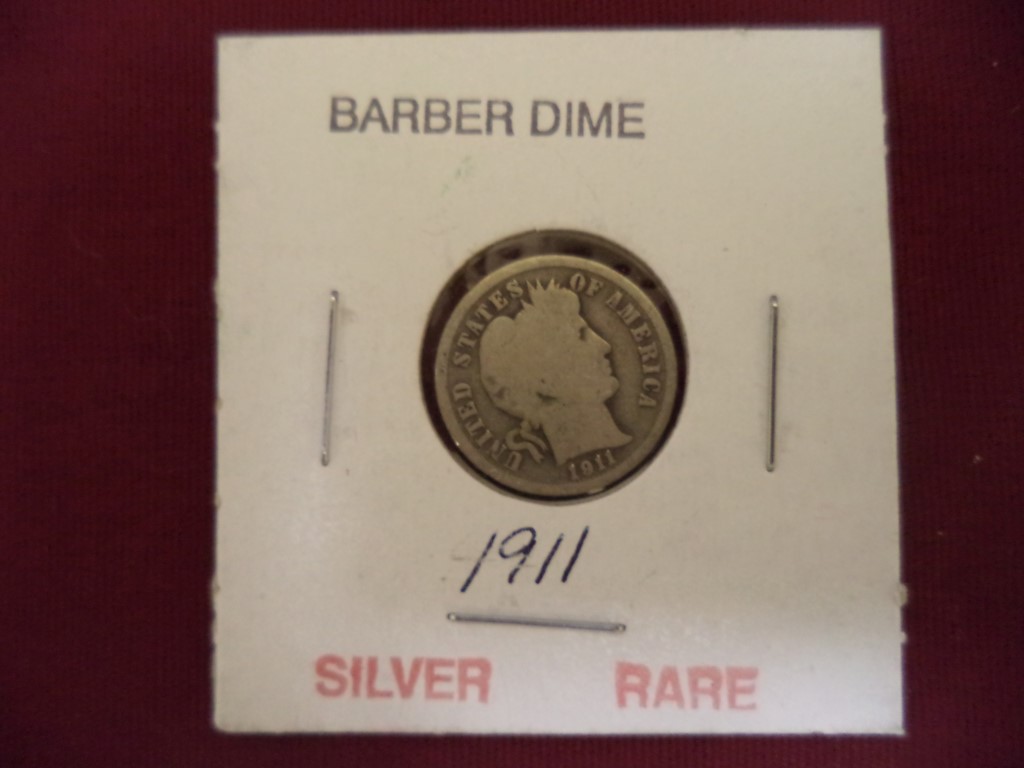 BARBER DIME
UNITED STATES OF AMERICA
1911
1911
SILVER RARE